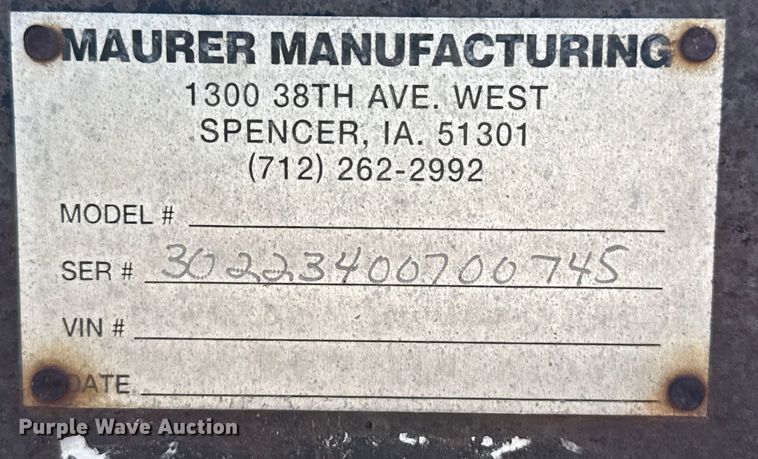 MAURER MANUFACTURING
1300 38TH AVE. WEST
SPENCER, IA. 51301
(712) 262-2992
MODEL #
SER # 30223400700745
VIN #
DATE
Purple Wave Auction